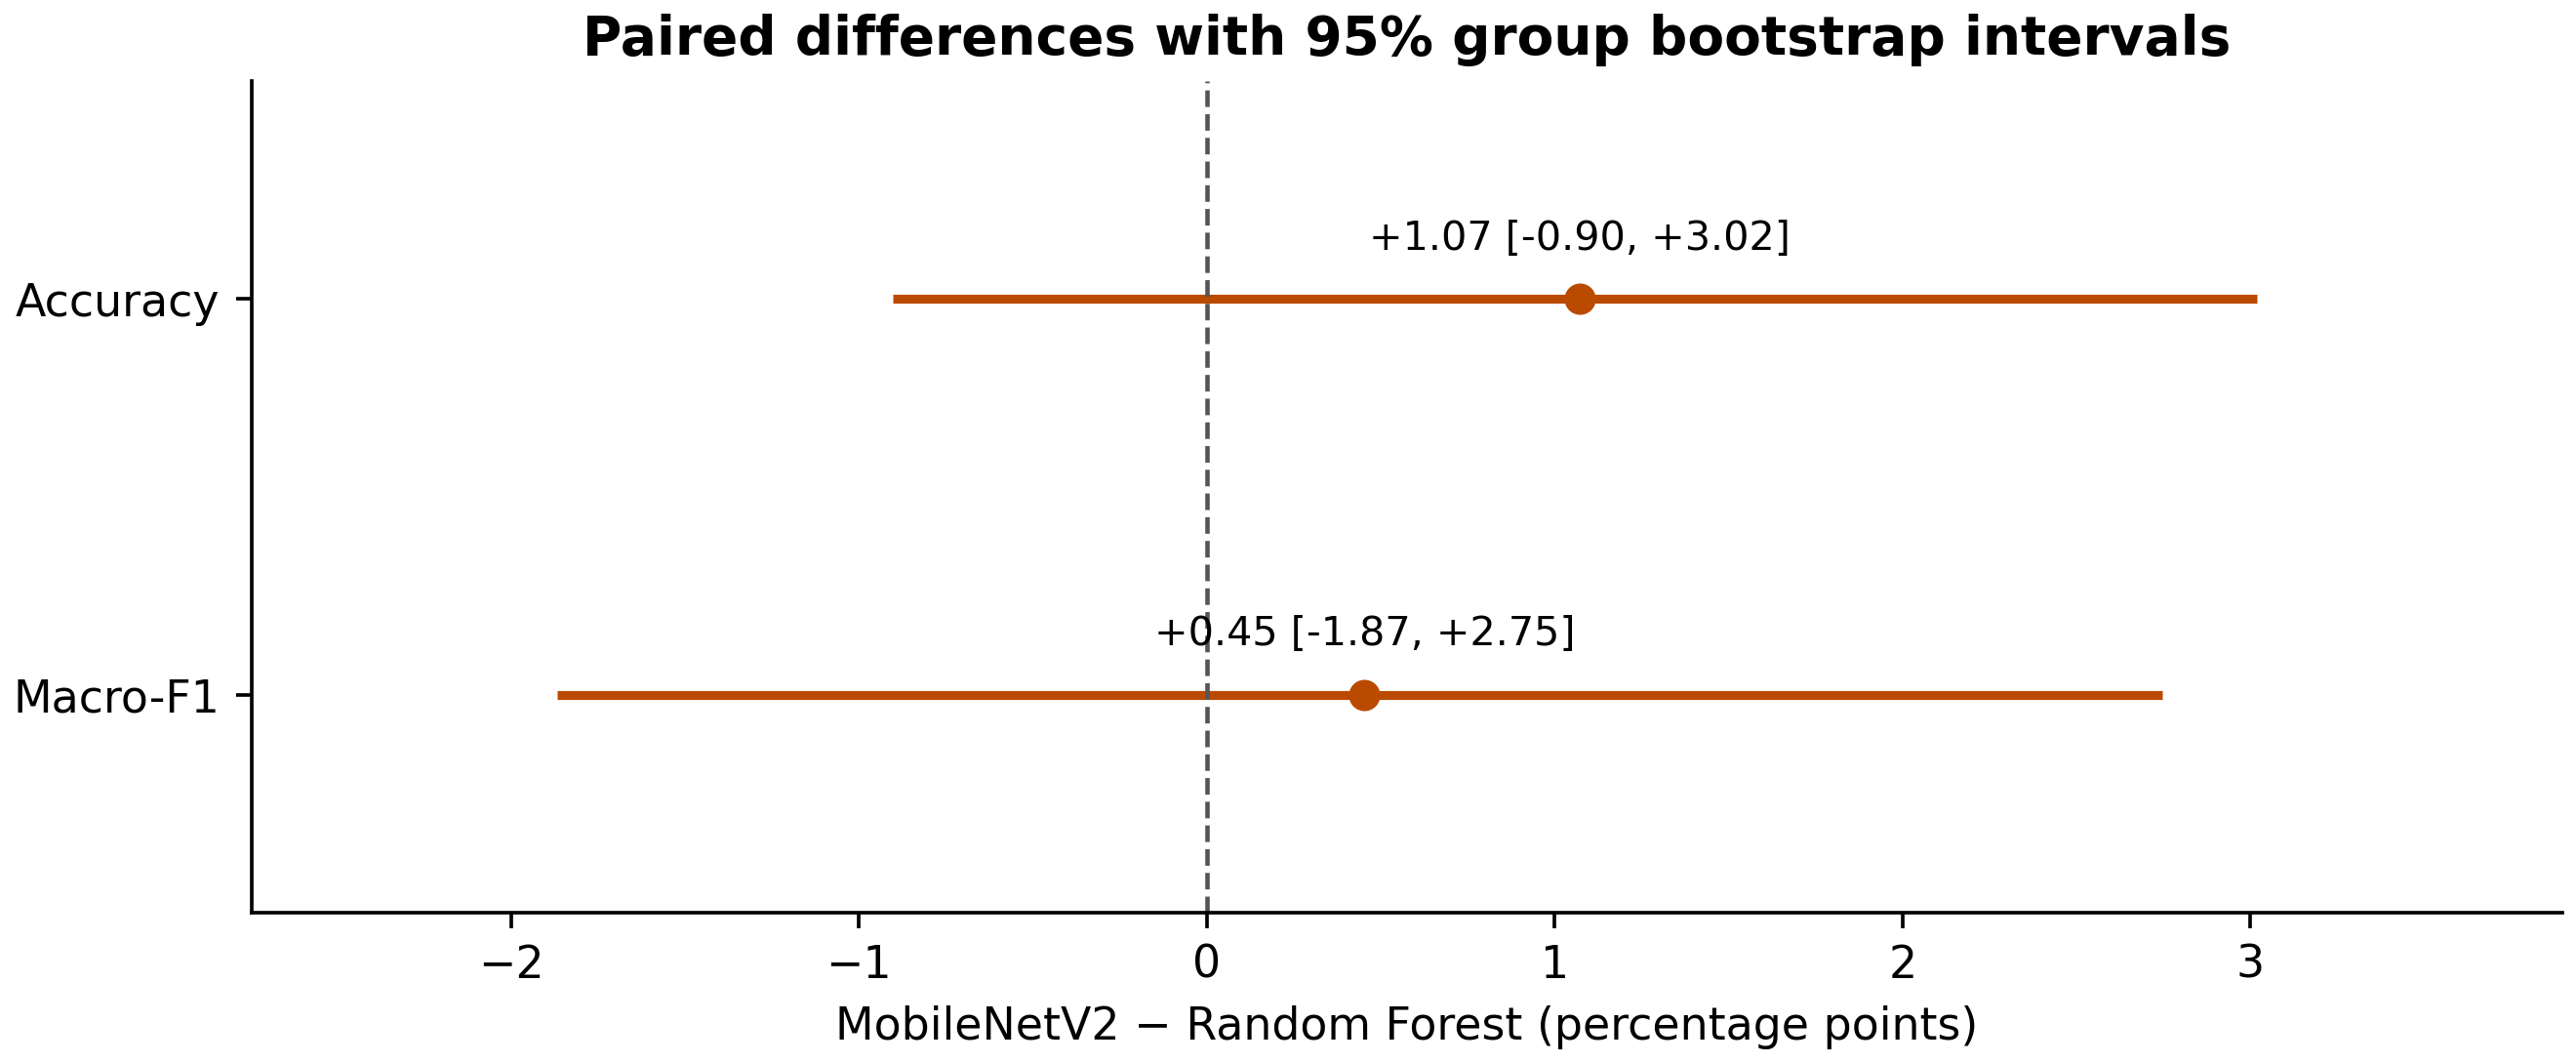 Paired differences with 95% group bootstrap intervals
+1.07 [-0.90, +3.02]
Accuracy
+0.45 [-1.87, +2.75]
Macro-F1
−2 −1 0 1 2 3
MobileNetV2 − Random Forest (percentage points)